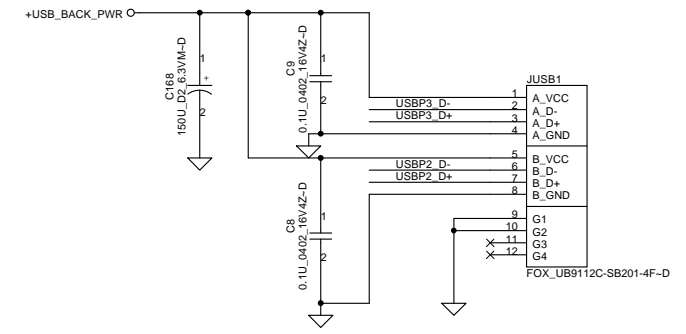 +USB_BACK_PWR
C168
150U_D2_6.3VM~D
1
+
2
C9
0.1U_0402_16V4Z~D
1
2
C8
0.1U_0402_16V4Z~D
1
2
USBP3_D-
USBP3_D+
USBP2_D-
USBP2_D+
JUSB1
1 A_VCC
2 A_D-
3 A_D+
4 A_GND
5 B_VCC
6 B_D-
7 B_D+
8 B_GND
9 G1
10 G2
11 G3
12 G4
FOX_UB9112C-SB201-4F~D